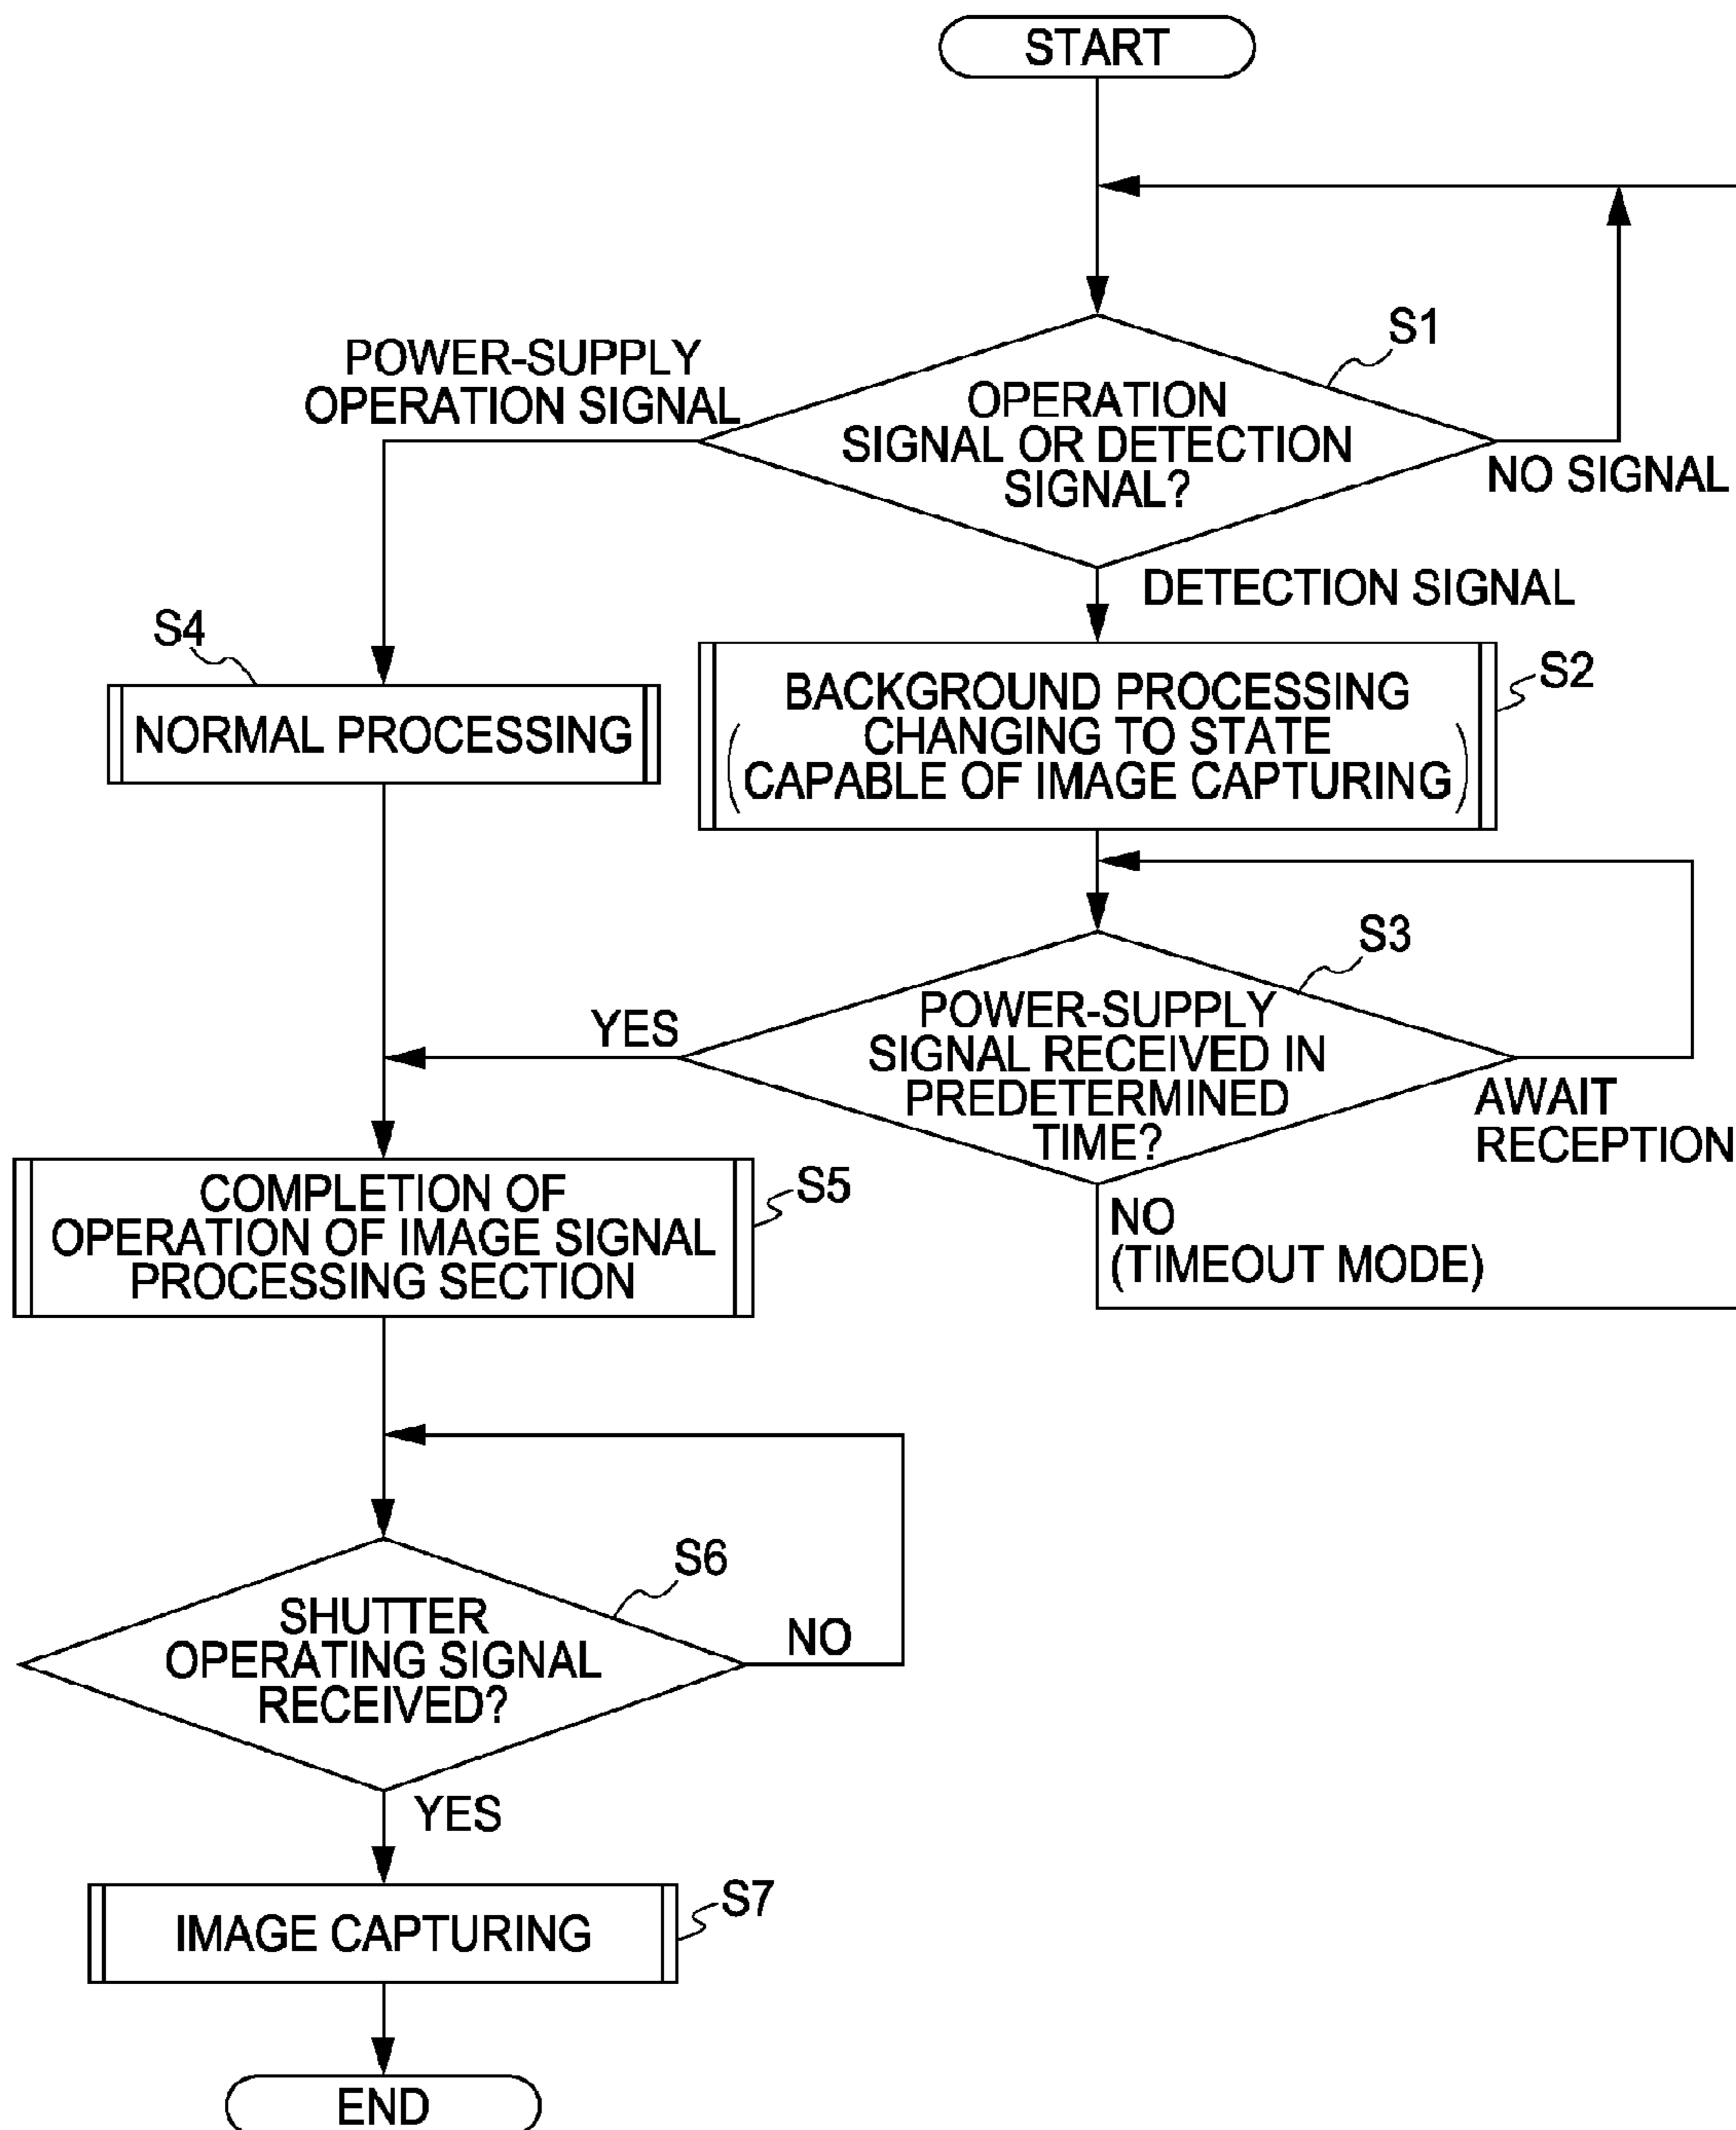 START
S1
POWER-SUPPLY
OPERATION SIGNAL
OPERATION
SIGNAL OR DETECTION
SIGNAL?
NO SIGNAL
DETECTION SIGNAL
S4
NORMAL PROCESSING
S2
BACKGROUND PROCESSING
(CHANGING TO STATE
CAPABLE OF IMAGE CAPTURING)
S3
POWER-SUPPLY
SIGNAL RECEIVED IN
PREDETERMINED
TIME?
YES
AWAIT
RECEPTION
NO
(TIMEOUT MODE)
S5
COMPLETION OF
OPERATION OF IMAGE SIGNAL
PROCESSING SECTION
S6
SHUTTER
OPERATING SIGNAL
RECEIVED?
NO
YES
S7
IMAGE CAPTURING
END